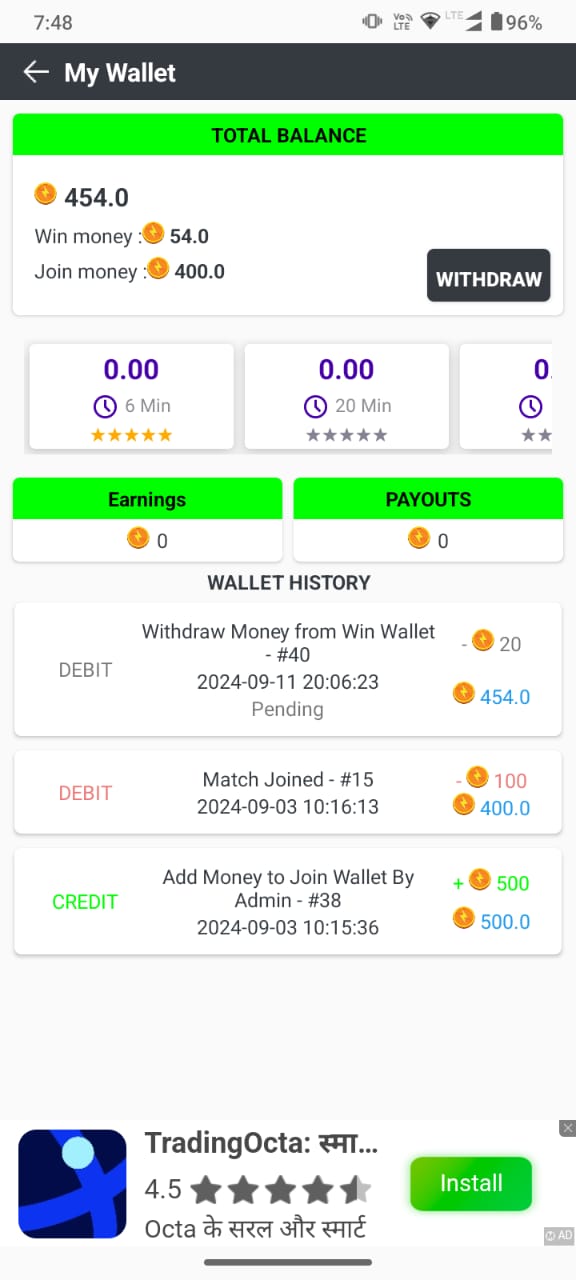 7:48
Vo LTE
LTE
96%
My Wallet
TOTAL BALANCE
454.0
Win money : 54.0
Join money : 400.0
WITHDRAW
0.00
6 Min
0.00
20 Min
0.
Earnings
PAYOUTS
0
0
WALLET HISTORY
DEBIT
Withdraw Money from Win Wallet
- #40
2024-09-11 20:06:23
Pending
- 20
454.0
DEBIT
Match Joined - #15
2024-09-03 10:16:13
- 100
400.0
CREDIT
Add Money to Join Wallet By
Admin - #38
2024-09-03 10:15:36
+ 500
500.0
TradingOcta: स्मा...
4.5
Octa के सरल और स्मार्ट
Install
AD